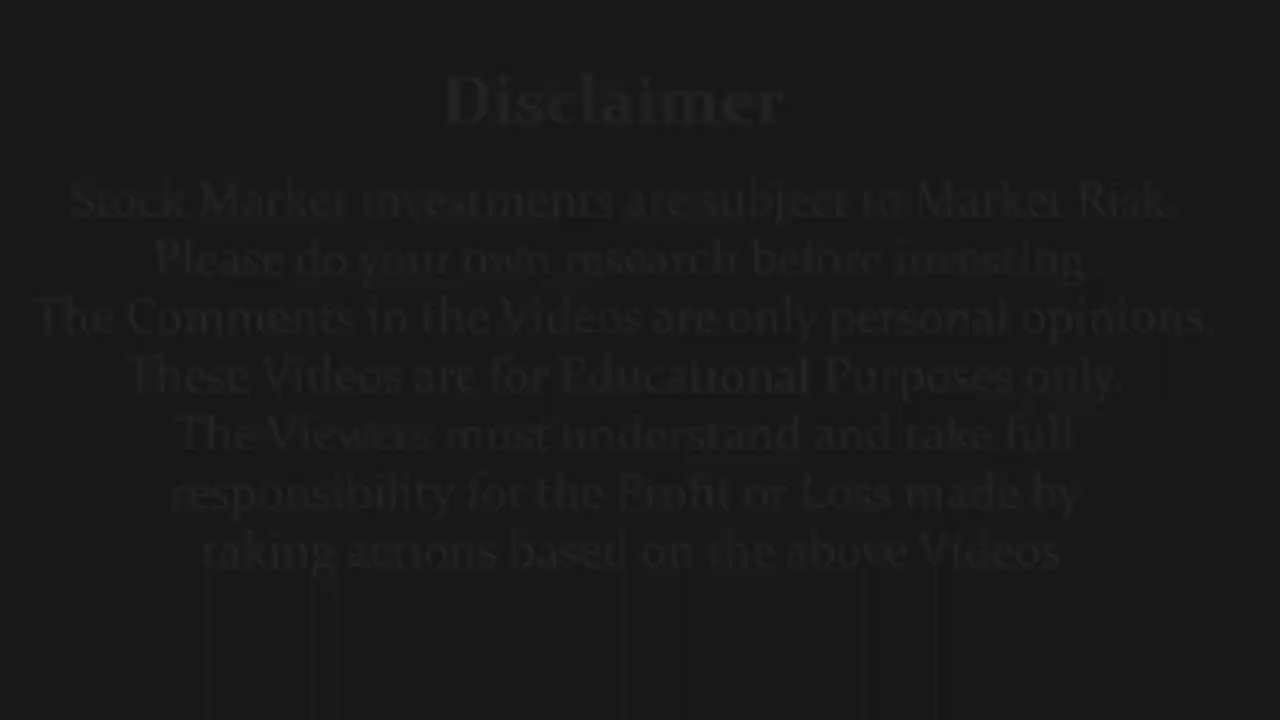 Disclaimer
Stock Market investments are subject to Market Risk.
Please do your own research before investing.
The Comments in the Videos are only personal opinions.
These Videos are for Educational Purposes only.
The Viewers must understand and take full
responsibility for the Profit or Loss made by
taking actions based on the above Videos